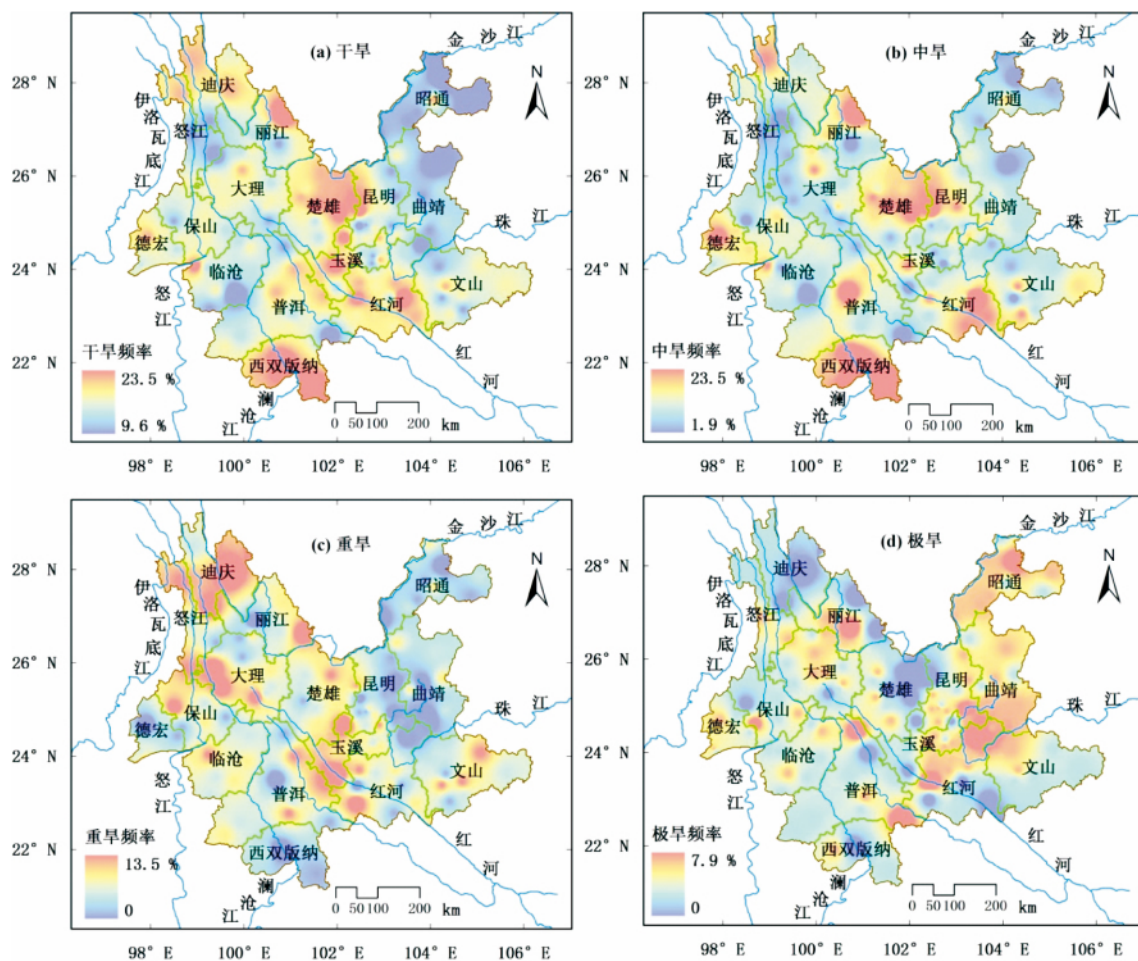 (a) 干旱
金沙江
28° N
26° N
24° N
22° N
N
伊洛瓦底江
怒江
迪庆
丽江
怒江
昭通
大理
楚雄
昆明
曲靖
珠江
保山
德宏
临沧
玉溪
文山
普洱
红河
西双版纳
红河
澜沧江
干旱频率
23.5 %
9.6 %
0 50 100 200
km
98° E 100° E 102° E 104° E 106° E
(b) 中旱
金沙江
28° N
26° N
24° N
22° N
N
伊洛瓦底江
怒江
迪庆
丽江
怒江
昭通
大理
楚雄
昆明
曲靖
珠江
保山
德宏
临沧
玉溪
文山
普洱
红河
西双版纳
红河
澜沧江
中旱频率
23.5 %
1.9 %
0 50 100 200
km
98° E 100° E 102° E 104° E 106° E
(c) 重旱
金沙江
28° N
26° N
24° N
22° N
N
伊洛瓦底江
怒江
迪庆
丽江
怒江
昭通
大理
楚雄
昆明
曲靖
珠江
保山
德宏
临沧
玉溪
文山
普洱
红河
西双版纳
红河
澜沧江
重旱频率
13.5 %
0
0 50 100 200
km
98° E 100° E 102° E 104° E 106° E
(d) 极旱
金沙江
28° N
26° N
24° N
22° N
N
伊洛瓦底江
怒江
迪庆
丽江
怒江
昭通
大理
楚雄
昆明
曲靖
珠江
保山
德宏
临沧
玉溪
文山
普洱
红河
西双版纳
红河
澜沧江
极旱频率
7.9 %
0
0 50 100 200
km
98° E 100° E 102° E 104° E 106° E